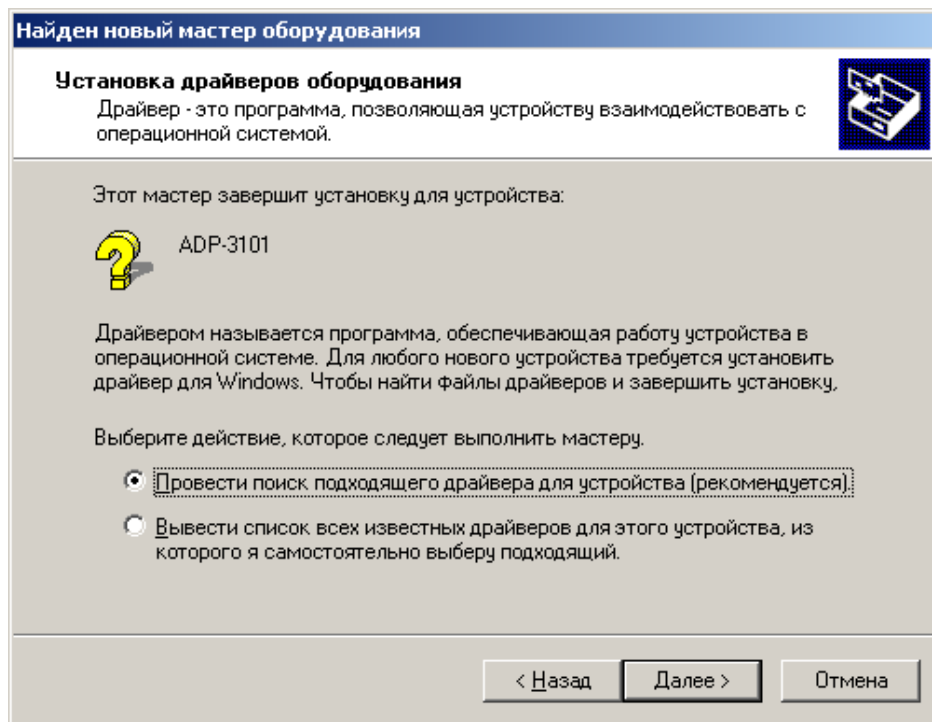 Найден новый мастер оборудования
Установка драйверов оборудования
Драйвер - это программа, позволяющая устройству взаимодействовать с
операционной системой.
Этот мастер завершит установку для устройства:
ADP-3101
Драйвером называется программа, обеспечивающая работу устройства в
операционной системе. Для любого нового устройства требуется установить
драйвер для Windows. Чтобы найти файлы драйверов и завершить установку,
Выберите действие, которое следует выполнить мастеру.
Провести поиск подходящего драйвера для устройства (рекомендуется).
Вывести список всех известных драйверов для этого устройства, из
которого я самостоятельно выберу подходящий.
< Назад
Далее >
Отмена